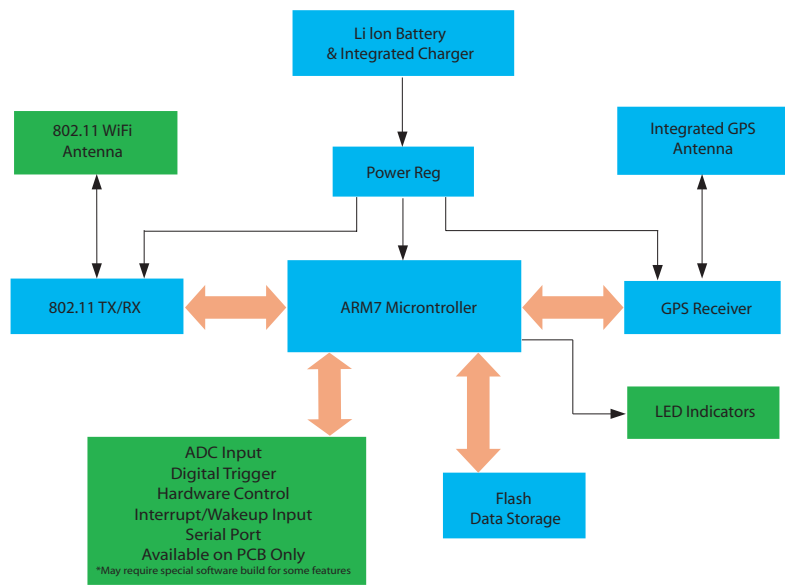 Li Ion Battery
& Integrated Charger
802.11 WiFi
Antenna
Integrated GPS
Antenna
Power Reg
802.11 TX/RX
ARM7 Microntroller
GPS Receiver
LED Indicators
ADC Input
Digital Trigger
Hardware Control
Interrupt/Wakeup Input
Serial Port
Available on PCB Only
*May require special software build for some features
Flash
Data Storage